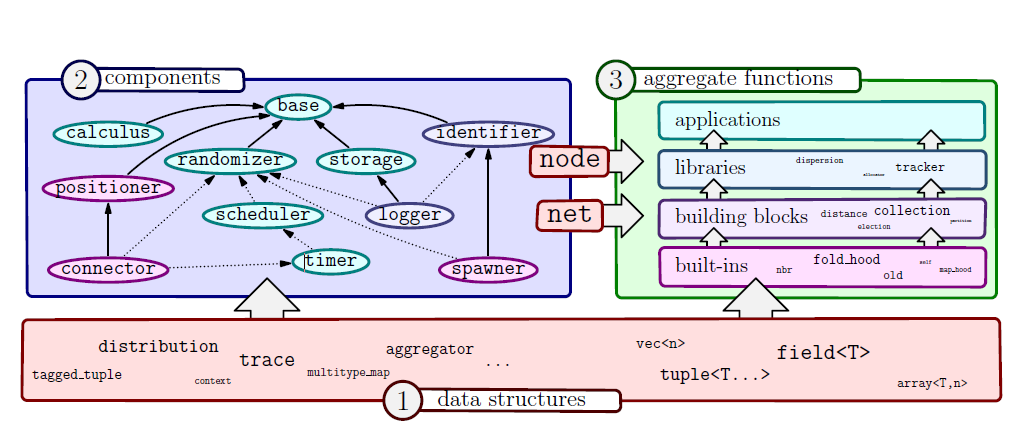 2 components
base
calculus
identifier
randomizer
storage
positioner
scheduler
logger
connector
timer
spawner
node
net
3 aggregate functions
applications
libraries
dispersion
allocator
tracker
building blocks
distance
collection
election
partition
built-ins
nbr
fold_hood
old
self
map_hood
distribution
trace
aggregator
...
vec<n>
field<T>
tagged_tuple
context
multitype_map
tuple<T...>
array<T,n>
1 data structures